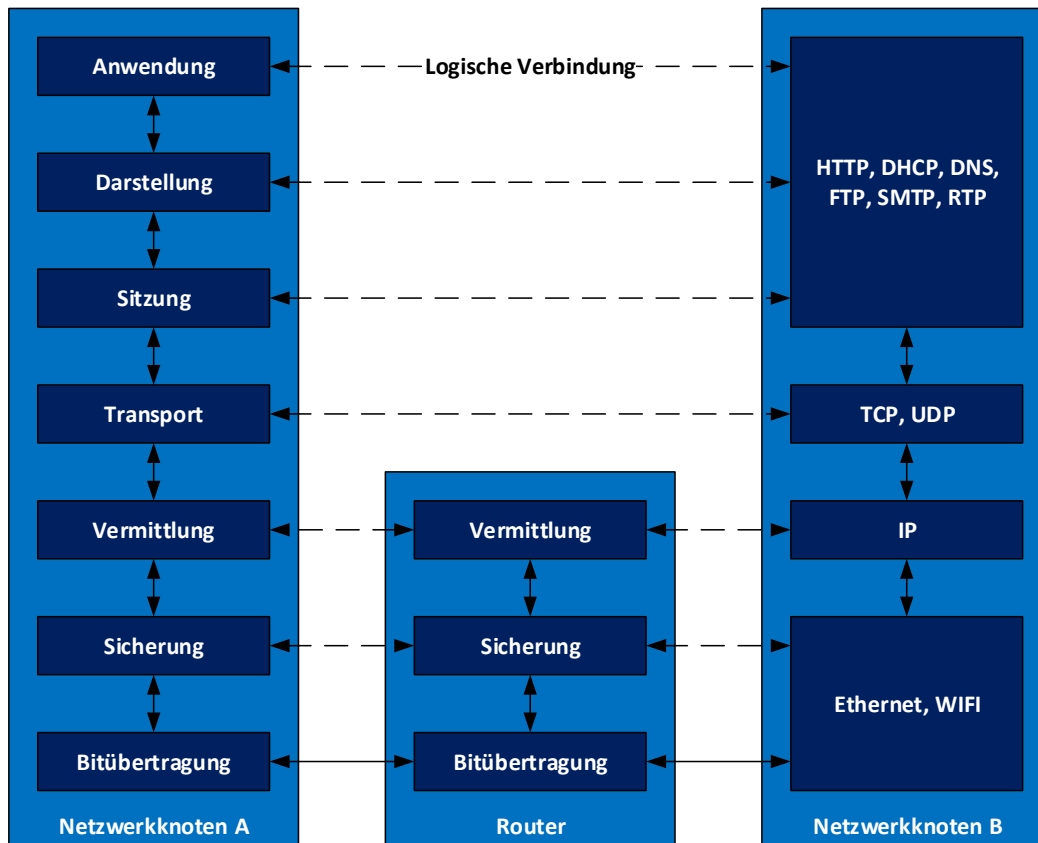 Anwendung
Logische Verbindung
Darstellung
HTTP, DHCP, DNS,
FTP, SMTP, RTP
Sitzung
Transport
TCP, UDP
Vermittlung
Vermittlung
IP
Sicherung
Sicherung
Ethernet, WIFI
Bitübertragung
Bitübertragung
Netzwerkknoten A
Router
Netzwerkknoten B